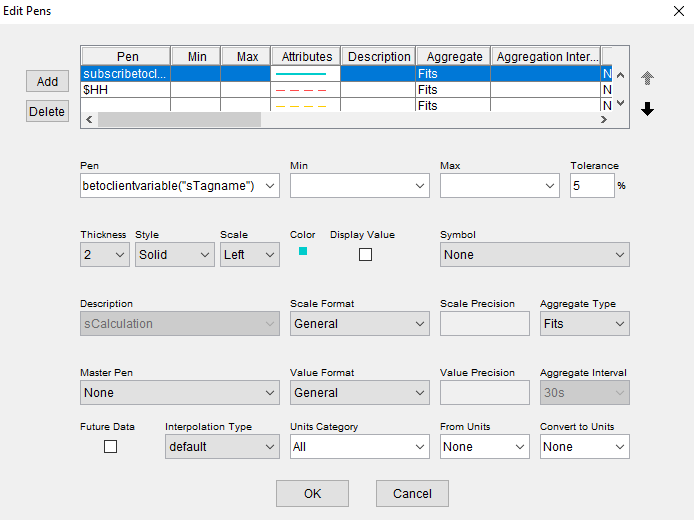 Edit Pens
Pen Min Max Attributes Description Aggregate Aggregation Inter...
Add
subscribetocl... Fits N
$HH Fits N
Delete
Fits N
Pen Min Max Tolerance
betoclientvariable("sTagname") 5 %
Thickness Style Scale Color Display Value Symbol
2 Solid Left None
Description Scale Format Scale Precision Aggregate Type
sCalculation General Fits
Master Pen Value Format Value Precision Aggregate Interval
None General 30s
Future Data Interpolation Type Units Category From Units Convert to Units
default All None None
OK Cancel